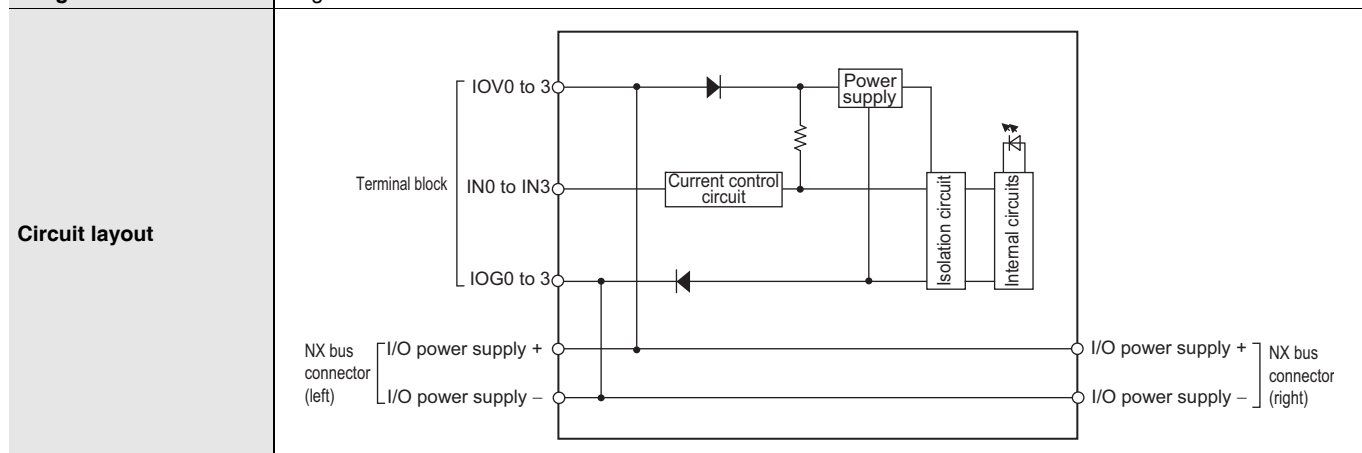 Circuit layout
Terminal block
IOV0 to 3
IN0 to IN3
IOG0 to 3
Current control
circuit
Power
supply
Isolation circuit
Internal circuits
NX bus
connector
(left)
I/O power supply +
I/O power supply −
I/O power supply +
I/O power supply −
NX bus
connector
(right)